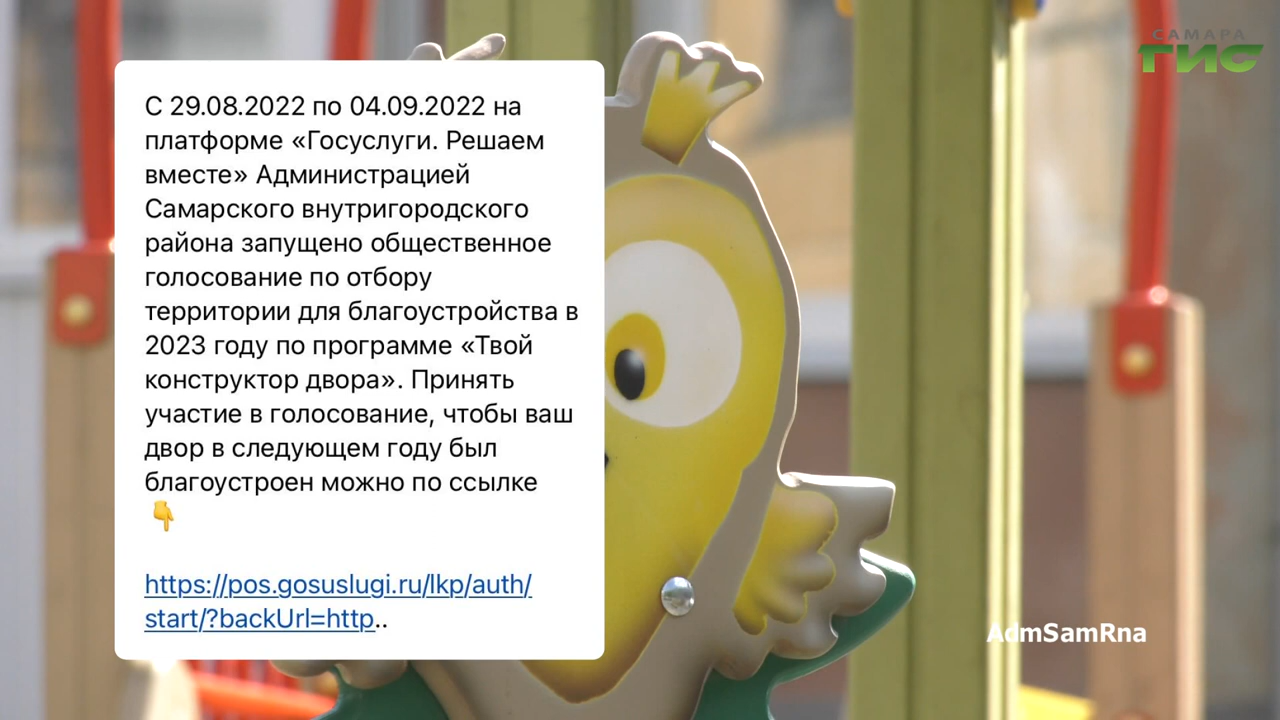 САМАРА
ГИС
С 29.08.2022 по 04.09.2022 на
платформе «Госуслуги. Решаем
вместе» Администрацией
Самарского внутригородского
района запущено общественное
голосование по отбору
территории для благоустройства в
2023 году по программе «Твой
конструктор двора». Принять
участие в голосование, чтобы ваш
двор в следующем году был
благоустроен можно по ссылке
👇
https://pos.gosuslugi.ru/lkp/auth/
start/?backUrl=http..
AdmSamRna